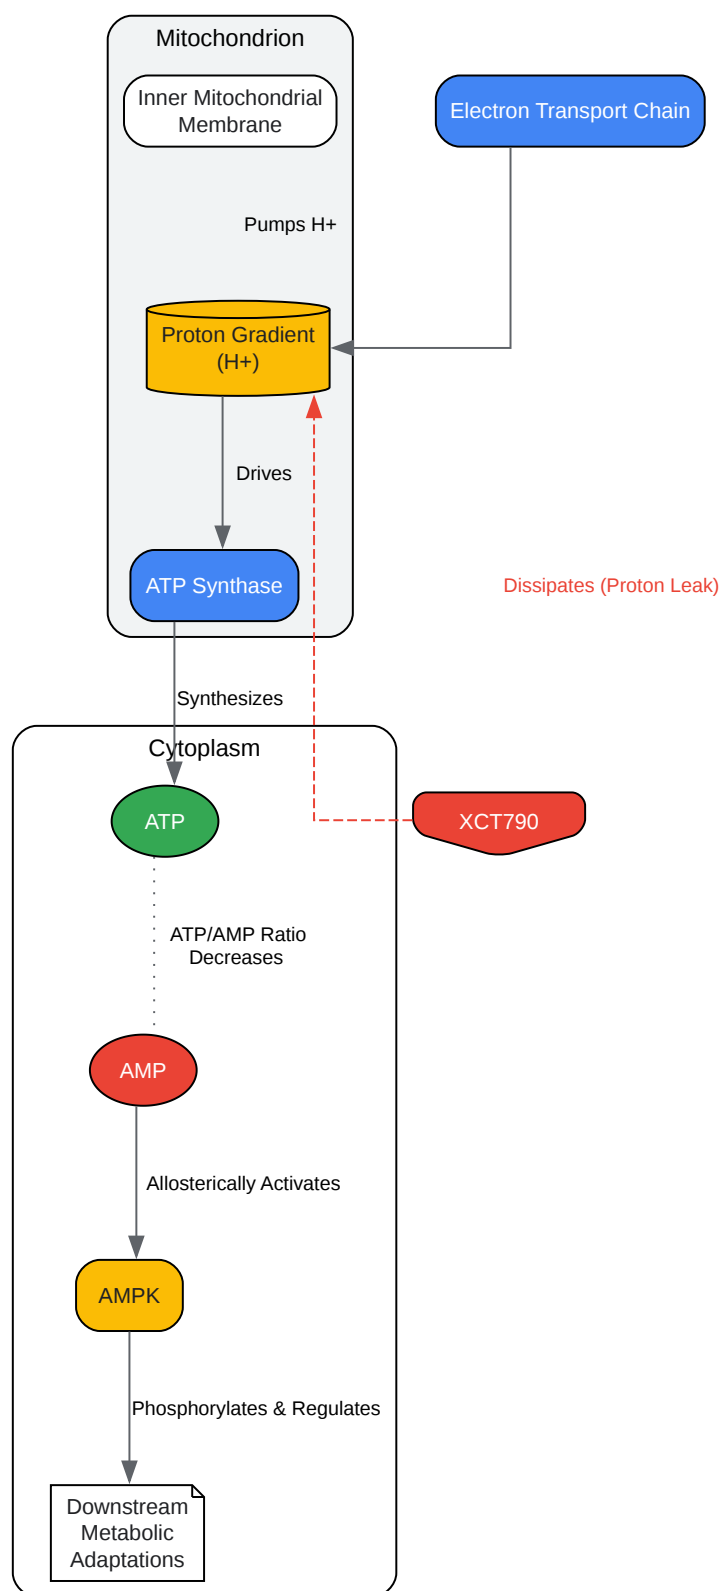 Mitochondrion
Inner Mitochondrial
Membrane
Electron Transport Chain
Pumps H+
Proton Gradient
(H+)
Drives
ATP Synthase
Dissipates (Proton Leak)
Synthesizes
Cytoplasm
ATP
XCT790
ATP/AMP Ratio
Decreases
AMP
Allosterically Activates
AMPK
Phosphorylates & Regulates
Downstream
Metabolic
Adaptations